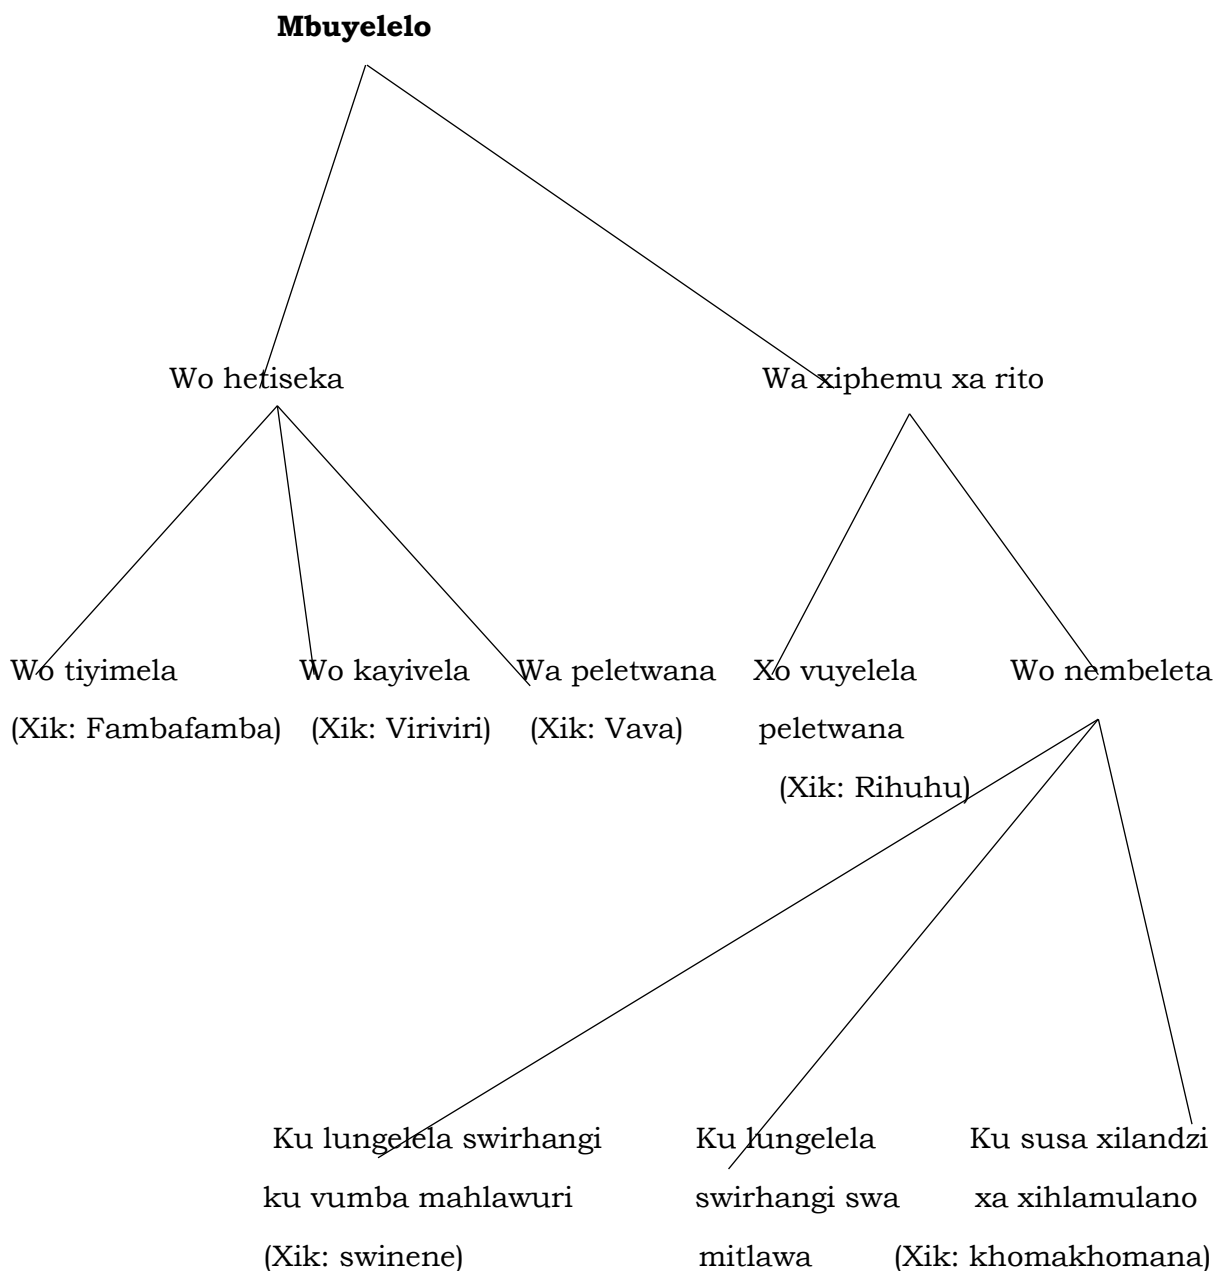 Mbuyelelo
Wo hetiseka Wa xiphemu xa rito
Wo tiyimela Wo kayivela Wa peletwana Xo vuyelela Wo nembeleta
(Xik: Fambafamba) (Xik: Viriviri) (Xik: Vava) peletwana
(Xik: Rihuhu)
Ku lungelela swirhangi Ku lungelela Ku susa xilandzi
ku vumba mahlawuri swirhangi swa xa xihlamulano
(Xik: swinene) mitlawa (Xik: khomakhomana)